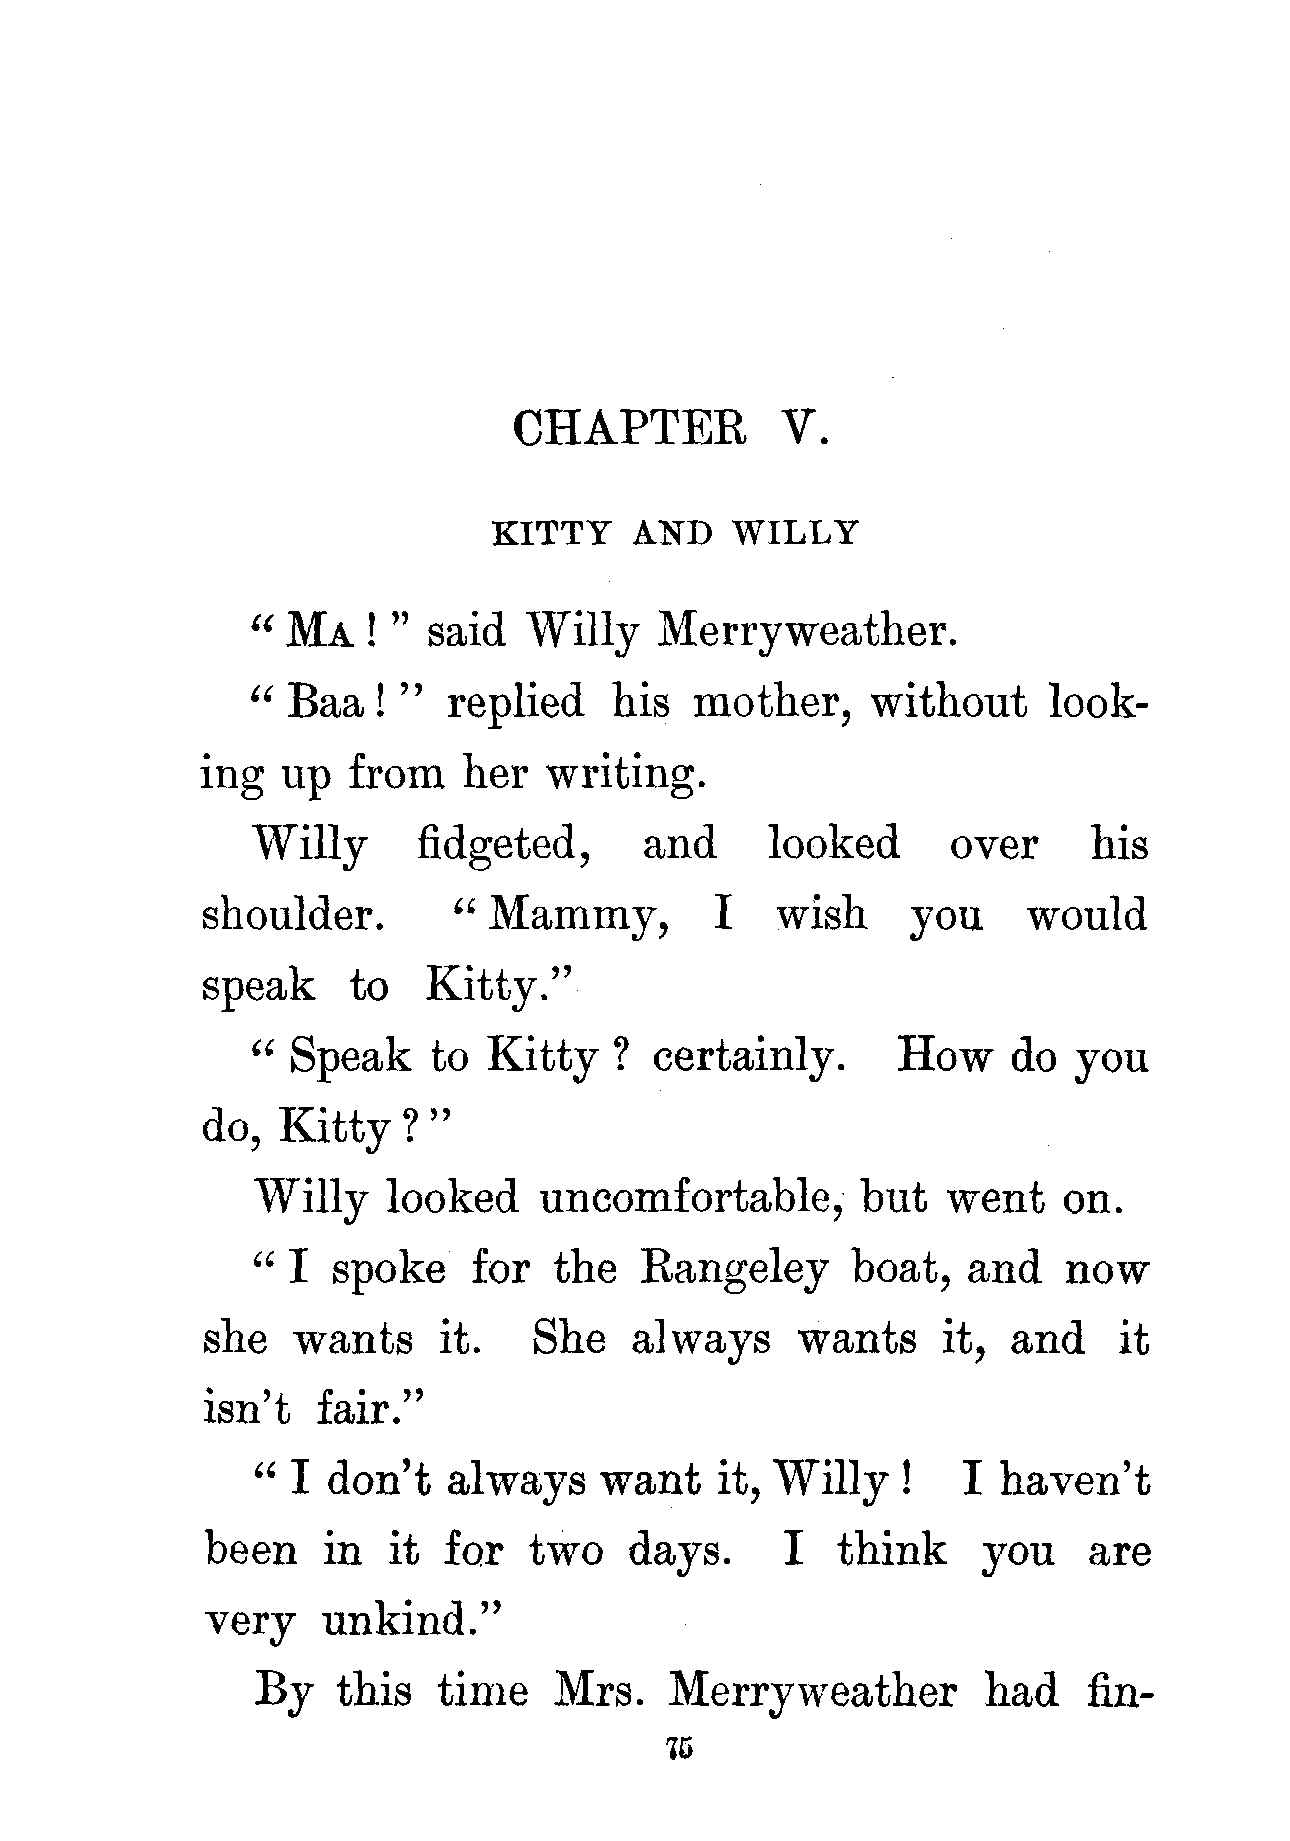 CHAPTER V.
KITTY AND WILLY
“ MA ! ” said Willy Merryweather.
“ Baa ! ” replied his mother, without look-
ing up from her writing.
Willy fidgeted, and looked over his
shoulder. “ Mammy, I wish you would
speak to Kitty.”
“ Speak to Kitty ? certainly. How do you
do, Kitty ? ”
Willy looked uncomfortable, but went on.
“ I spoke for the Rangeley boat, and now
she wants it. She always wants it, and it
isn’t fair.”
“ I don’t always want it, Willy ! I haven’t
been in it for two days. I think you are
very unkind.”
By this time Mrs. Merryweather had fin-
75